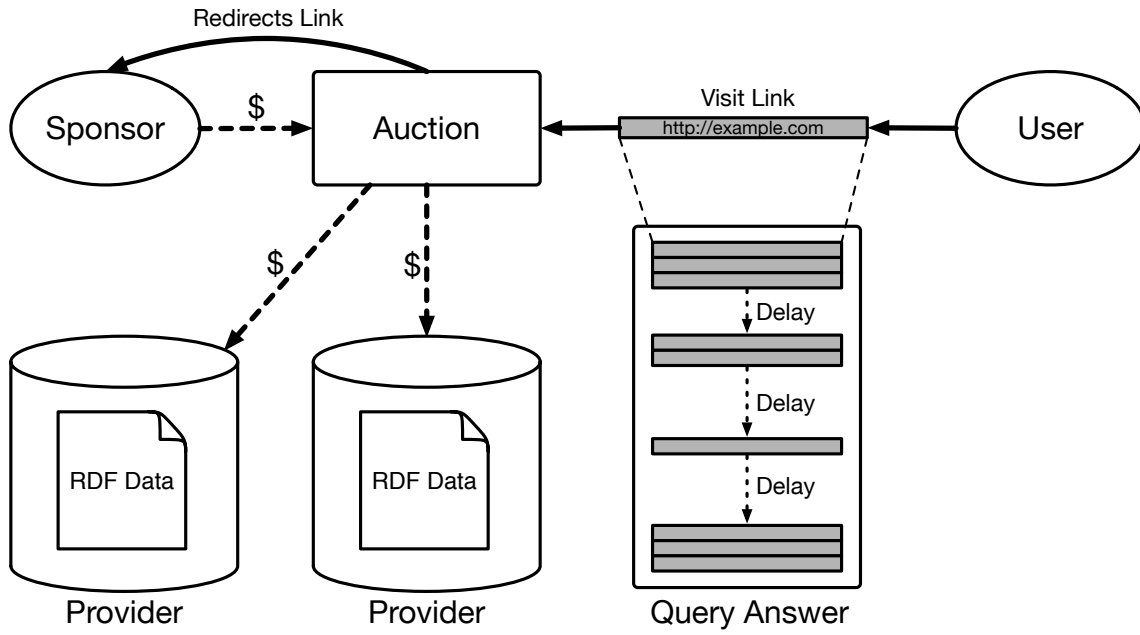 Redirects Link
Sponsor
$
Auction
Visit Link
http://example.com
User
$
$
Delay
Delay
Delay
RDF Data
RDF Data
Provider
Provider
Query Answer